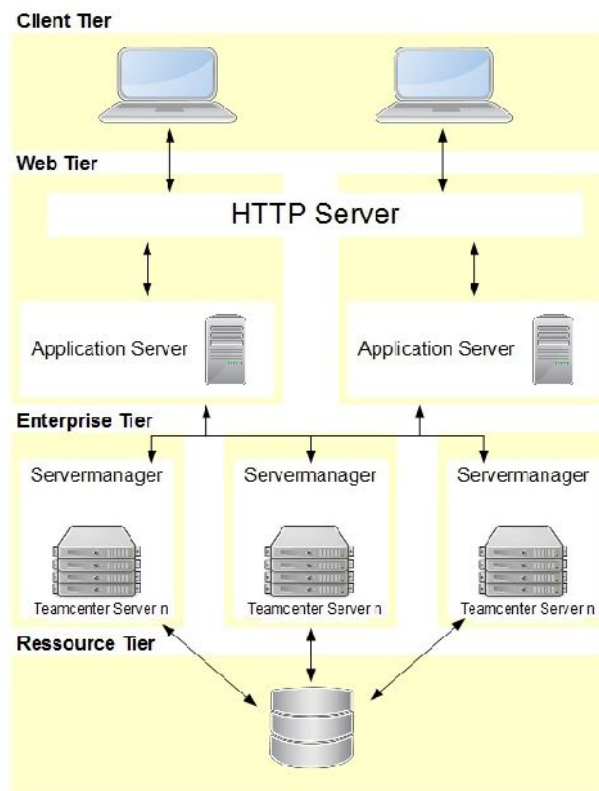 Client Tier
Web Tier
HTTP Server
Application Server
Application Server
Enterprise Tier
Servermanager
Servermanager
Servermanager
Teamcenter Server n
Teamcenter Server n
Teamcenter Server n
Ressource Tier